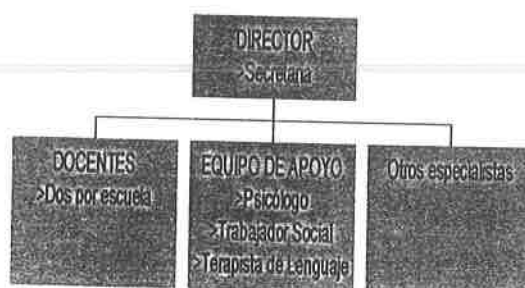 DIRECTOR
>Secretaria
DOCENTES
>Dos por escuela
EQUIPO DE APOYO
>Psicólogo
>Trabajador Social
>Terapista de Lenguaje
Otros especialistas